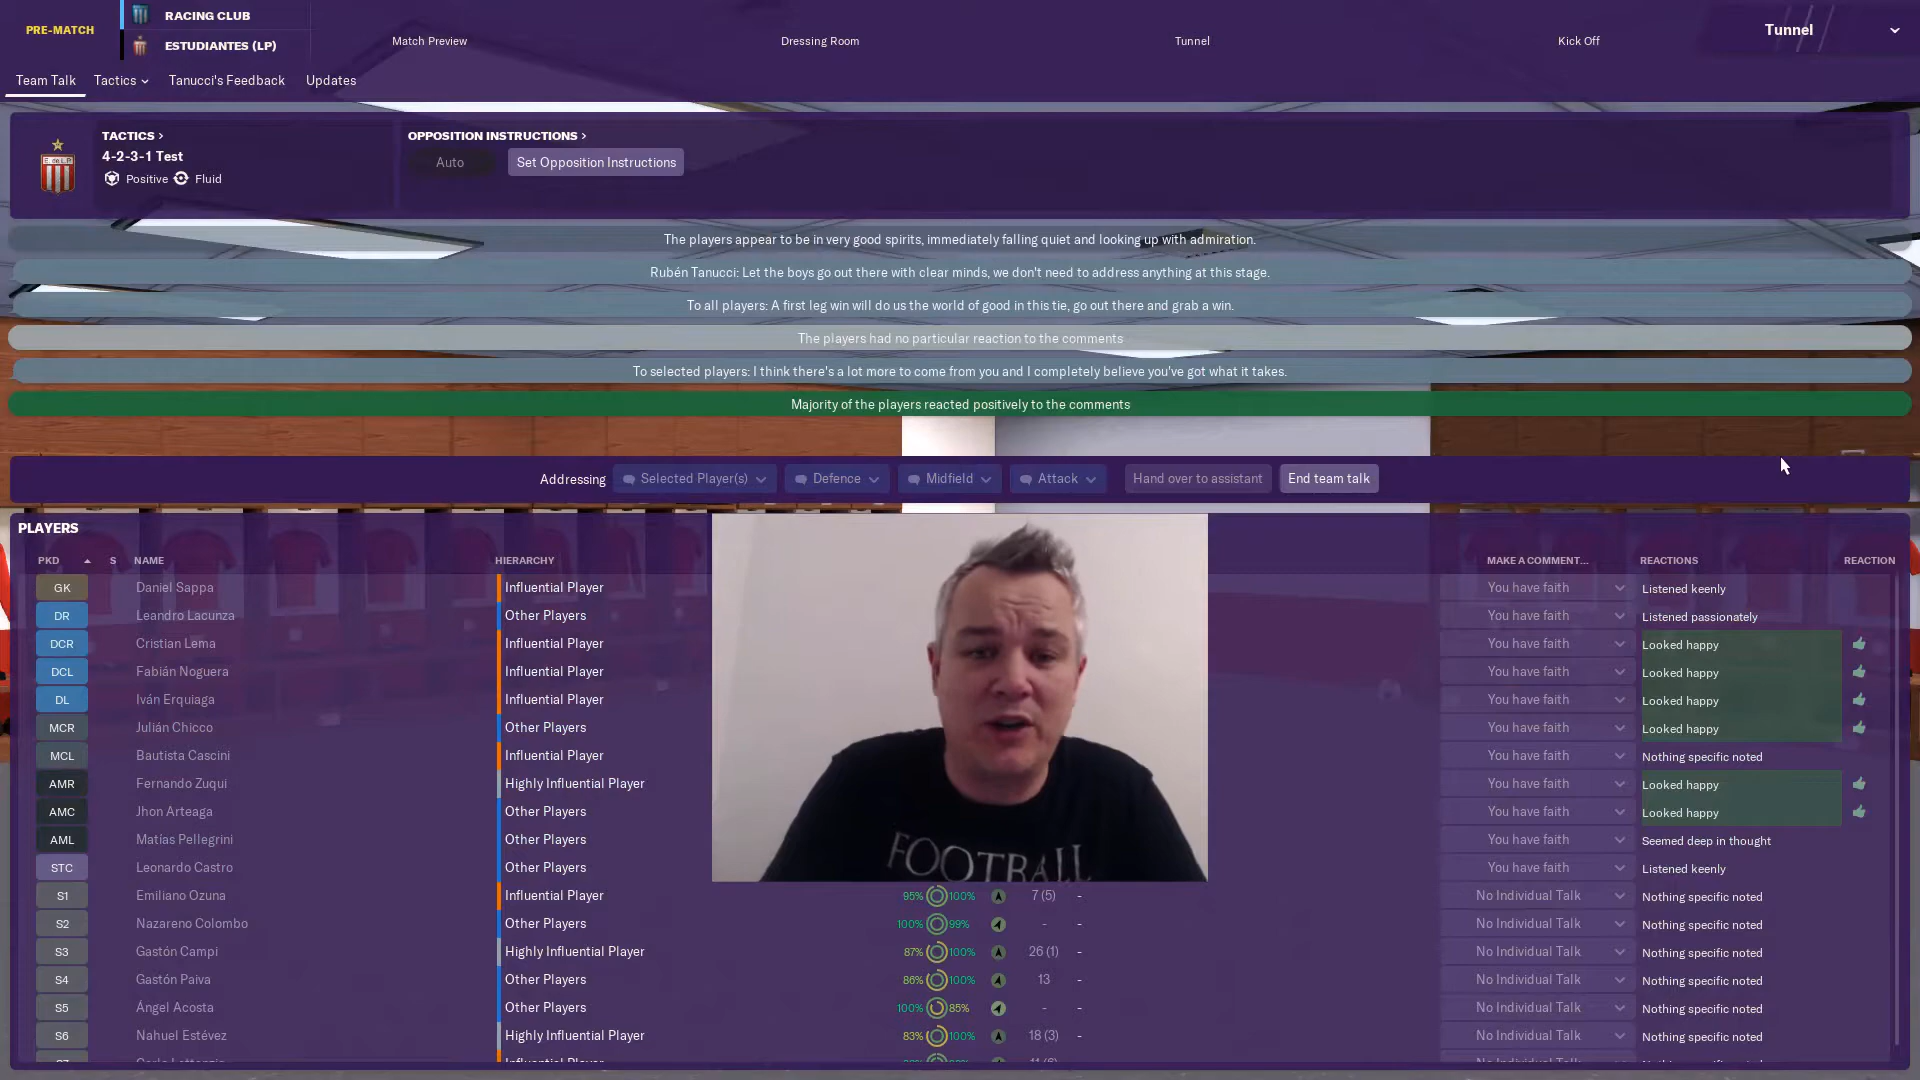 PRE-MATCH
RACING CLUB
ESTUDIANTES (LP)
Match Preview
Dressing Room
Tunnel
Kick Off
Tunnel
Team Talk
Tactics
Tanucci's Feedback
Updates
TACTICS >
4-2-3-1 Test
Positive
Fluid
OPPOSITION INSTRUCTIONS >
Auto
Set Opposition Instructions
The players appear to be in very good spirits, immediately falling quiet and looking up with admiration.
Rubén Tanucci: Let the boys go out there with clear minds, we don't need to address anything at this stage.
To all players: A first leg win will do us the world of good in this tie, go out there and grab a win.
The players had no particular reaction to the comments
To selected players: I think there's a lot more to come from you and I completely believe you've got what it takes.
Majority of the players reacted positively to the comments
Addressing
Selected Player(s)
Defence
Midfield
Attack
Hand over to assistant
End team talk
PLAYERS
PKD S NAME HIERARCHY MAKE A COMMENT... REACTIONS REACTION
GK Daniel Sappa Influential Player You have faith Listened keenly
DR Leandro Lacunza Other Players You have faith Listened passionately
DCR Cristian Lema Influential Player You have faith Looked happy
DCL Fabián Noguera Influential Player You have faith Looked happy
DL Iván Erquiaga Influential Player You have faith Looked happy
MCR Julián Chicco Other Players You have faith Looked happy
MCL Bautista Cascini Influential Player You have faith Nothing specific noted
AMR Fernando Zuqui Highly Influential Player You have faith Looked happy
AMC Jhon Arteaga Other Players You have faith Looked happy
AML Matías Pellegrini Other Players You have faith Seemed deep in thought
STC Leonardo Castro Other Players You have faith Listened keenly
FOOTBALL
S1 Emiliano Ozuna Influential Player 95% 100% 7 (5) - No Individual Talk Nothing specific noted
S2 Nazareno Colombo Other Players 100% 99% - - No Individual Talk Nothing specific noted
S3 Gastón Campi Highly Influential Player 87% 100% 26 (1) - No Individual Talk Nothing specific noted
S4 Gastón Paiva Other Players 86% 100% 13 - No Individual Talk Nothing specific noted
S5 Ángel Acosta Other Players 100% 85% - - No Individual Talk Nothing specific noted
S6 Nahuel Estévez Highly Influential Player 83% 100% 18 (3) - No Individual Talk Nothing specific noted